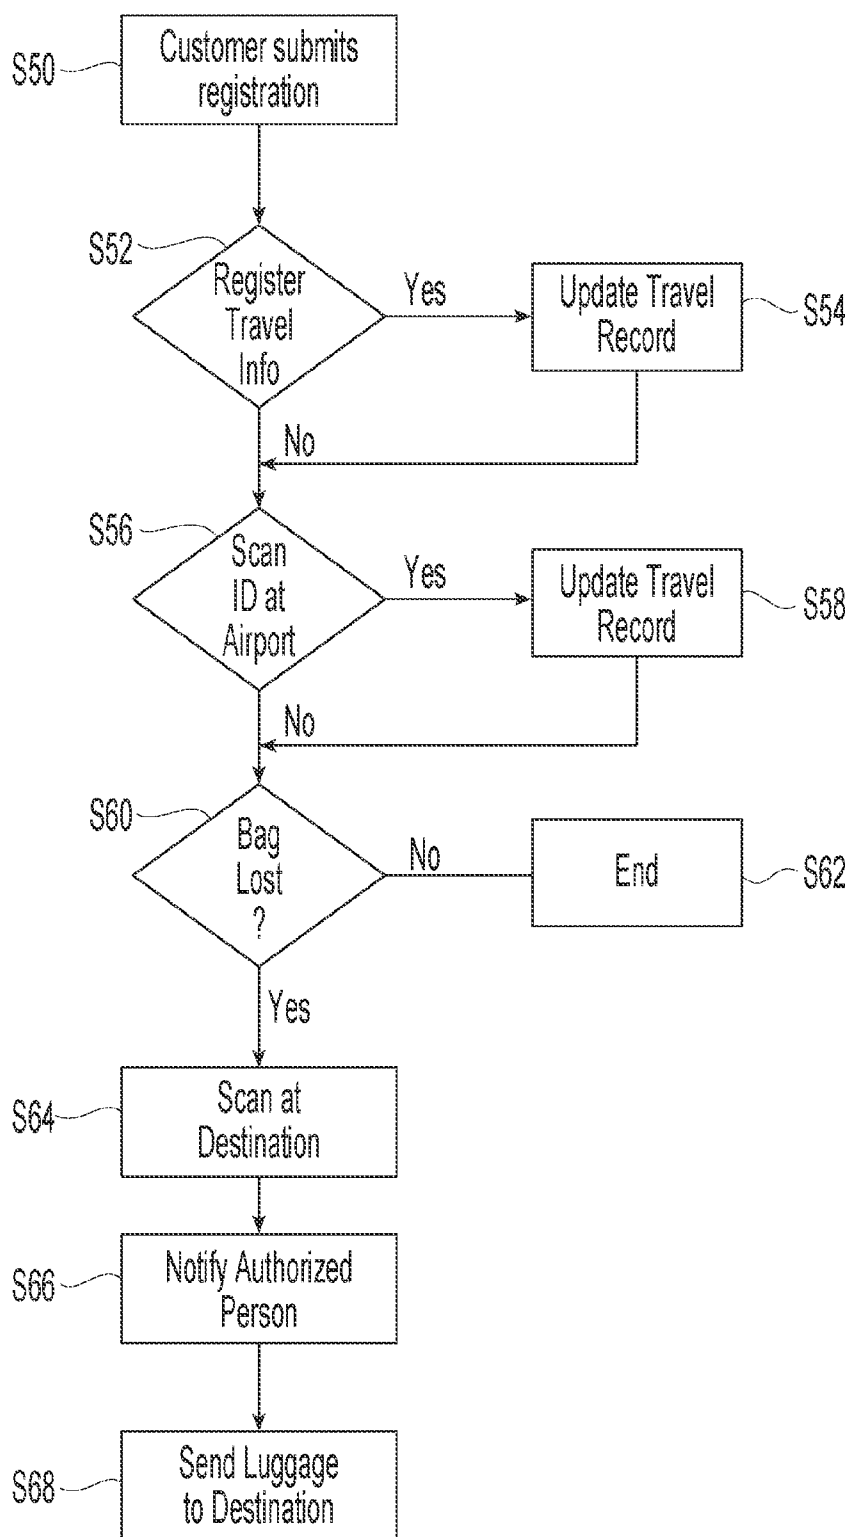 S50
Customer submits
registration
S52
Register
Travel
Info
Yes
Update Travel
Record
S54
No
S56
Scan
ID at
Airport
Yes
Update Travel
Record
S58
No
S60
Bag
Lost
?
No
End
S62
Yes
S64
Scan at
Destination
S66
Notify Authorized
Person
S68
Send Luggage
to Destination